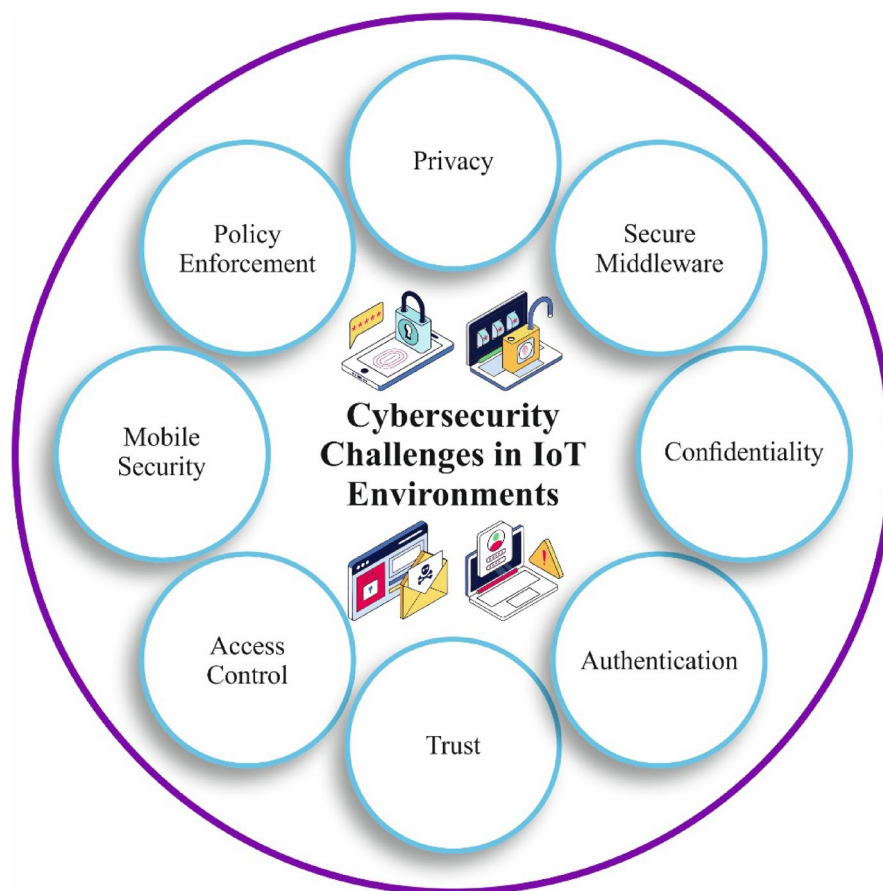 Privacy
Policy
Enforcement
Secure
Middleware
Mobile
Security
Cybersecurity
Challenges in IoT
Environments
Confidentiality
Access
Control
Authentication
Trust